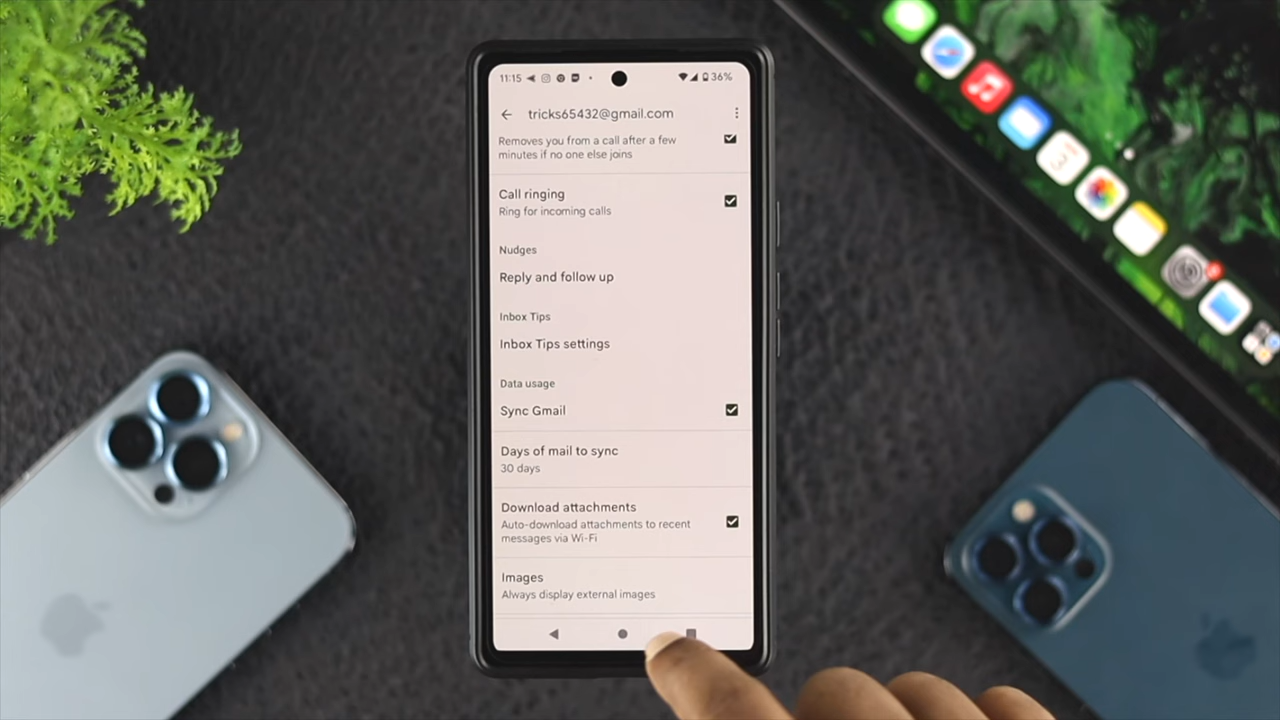 11:15 36%
tricks65432@gmail.com
Removes you from a call after a few
minutes if no one else joins
Call ringing
Ring for incoming calls
Nudges
Reply and follow up
Inbox Tips
Inbox Tips settings
Data usage
Sync Gmail
Days of mail to sync
30 days
Download attachments
Auto-download attachments to recent
messages via Wi-Fi
Images
Always display external images
3